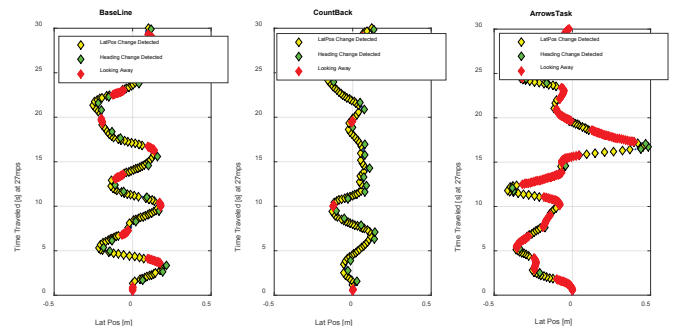 BaseLine
30
LatPos Change Detected
Heading Change Detected
Looking Away
25
20
15
10
5
0
-0.5 0 0.5
Time Traveled [s] at 27mps
Lat Pos [m]
CountBack
30
LatPos Change Detected
Heading Change Detected
Looking Away
25
20
15
10
5
0
-0.5 0 0.5
Time Traveled [s] at 27mps
Lat Pos [m]
ArrowsTask
30
LatPos Change Detected
Heading Change Detected
Looking Away
25
20
15
10
5
0
-0.5 0 0.5
Time Traveled [s] at 27mps
Lat Pos [m]